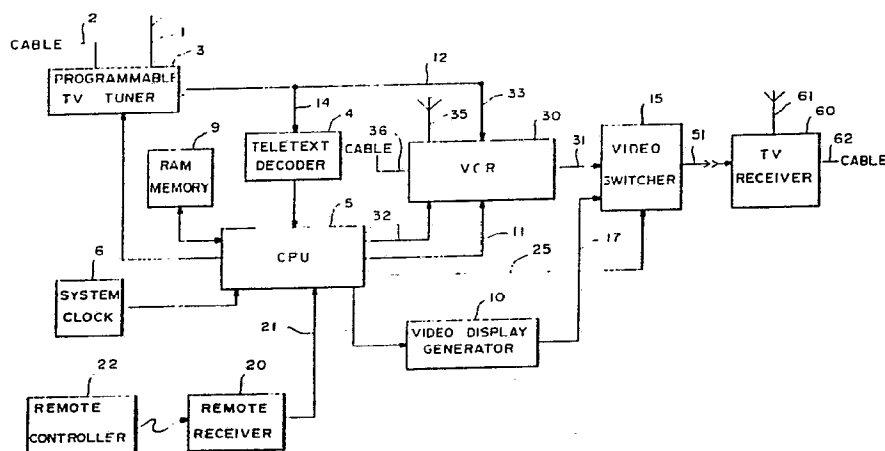 2
1
CABLE
3
12
15
61
PROGRAMMABLE
TV TUNER
14
33
60
9
4
35
30
51
36
31
62
RAM
MEMORY
TELETEXT
DECODER
CABLE
VCR
VIDEO
SWITCHER
TV
RECEIVER
CABLE
5
32
11
17
6
CPU
25
SYSTEM
CLOCK
10
21
VIDEO DISPLAY
GENERATOR
22
20
REMOTE
CONTROLLER
REMOTE
RECEIVER